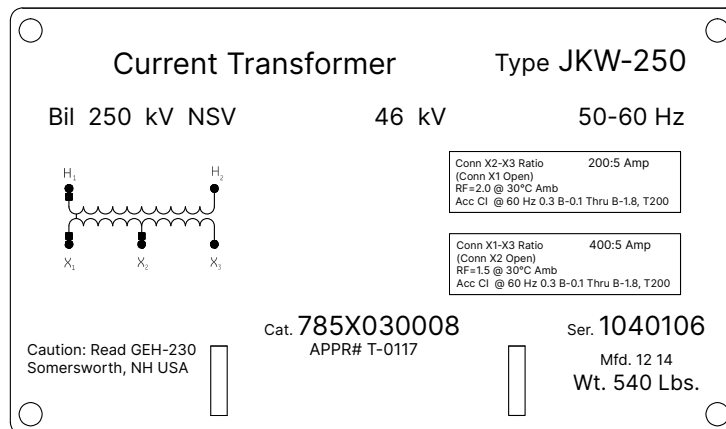 Current Transformer Type JKW-250
Bil 250 kV NSV 46 kV 50-60 Hz
H₁ H₂
X₁ X₂ X₃
Conn X2-X3 Ratio 200:5 Amp
(Conn X1 Open)
RF=2.0 @ 30°C Amb
Acc Cl @ 60 Hz 0.3 B-0.1 Thru B-1.8, T200
Conn X1-X3 Ratio 400:5 Amp
(Conn X2 Open)
RF=1.5 @ 30°C Amb
Acc Cl @ 60 Hz 0.3 B-0.1 Thru B-1.8, T200
Caution: Read GEH-230
Somersworth, NH USA
Cat. 785X030008
APPR# T-0117
Ser. 1040106
Mfd. 12 14
Wt. 540 Lbs.